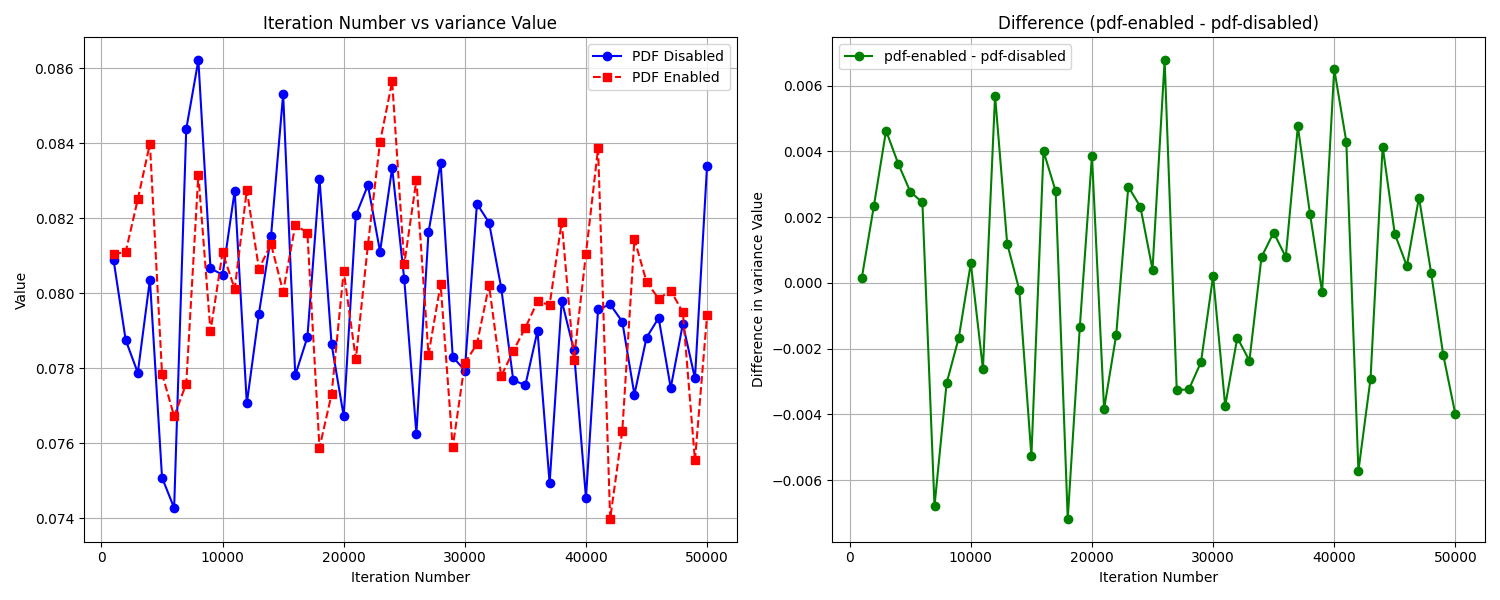 Iteration Number vs variance Value
PDF Disabled
PDF Enabled
Value
0.086
0.084
0.082
0.080
0.078
0.076
0.074
0
10000
20000
30000
40000
50000
Iteration Number
Difference (pdf-enabled - pdf-disabled)
pdf-enabled - pdf-disabled
Difference in variance Value
0.006
0.004
0.002
0.000
−0.002
−0.004
−0.006
0
10000
20000
30000
40000
50000
Iteration Number